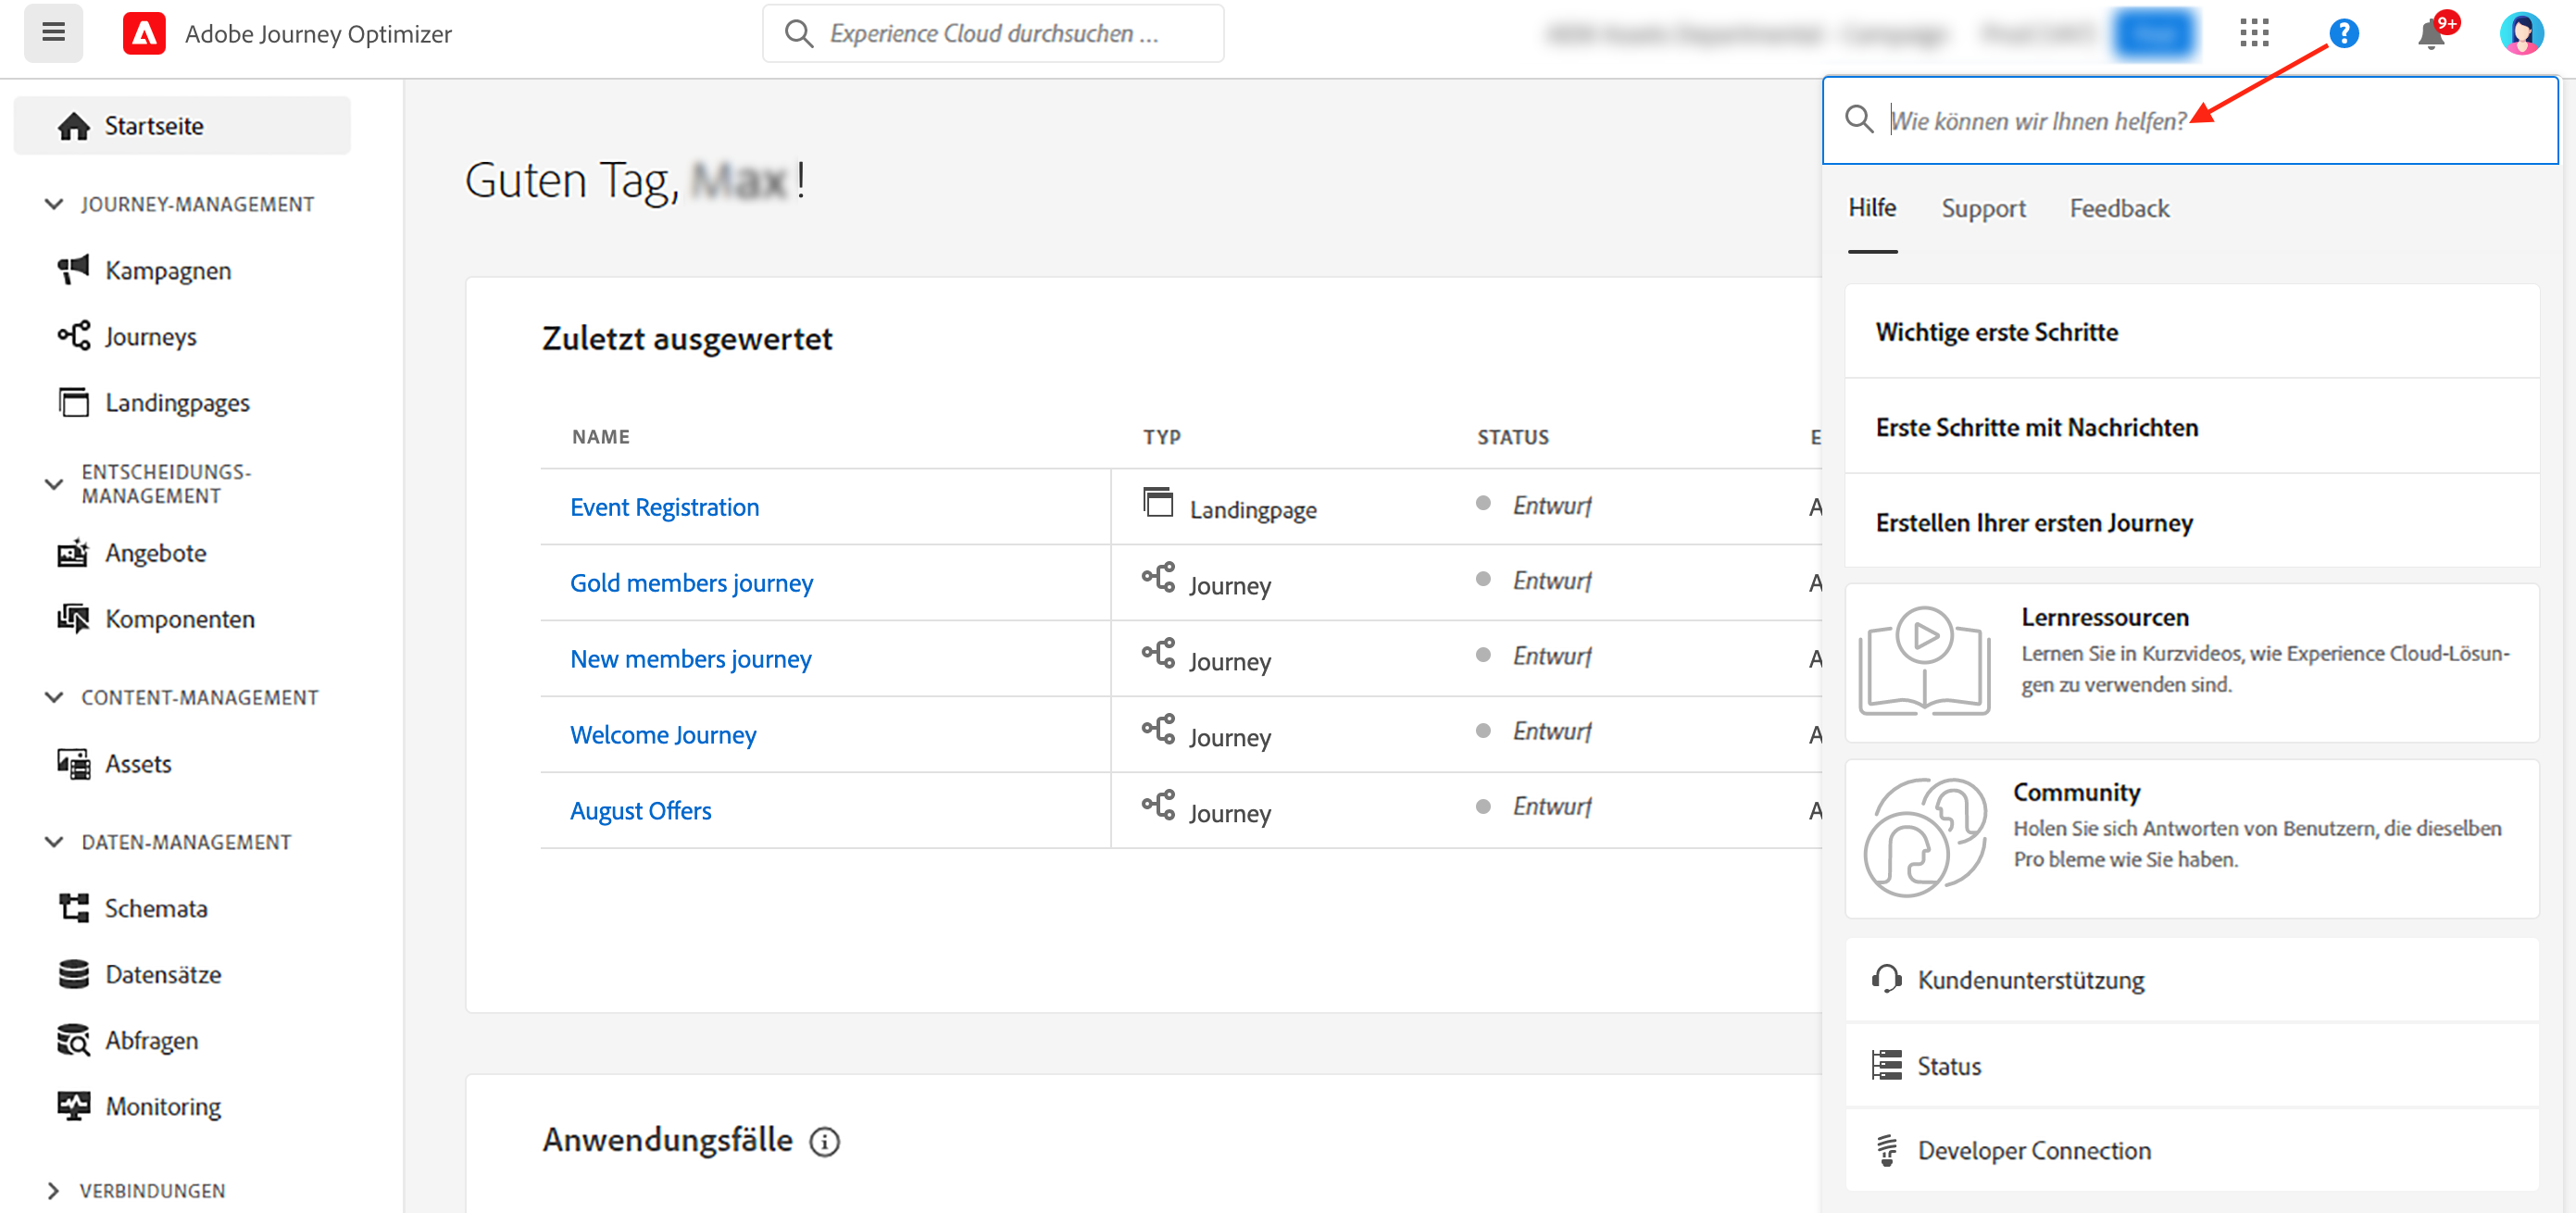 Adobe Journey Optimizer
Experience Cloud durchsuchen ...
?
9+
Startseite
JOURNEY-MANAGEMENT
Kampagnen
Journeys
Landingpages
ENTSCHEIDUNGS-
MANAGEMENT
Angebote
Komponenten
CONTENT-MANAGEMENT
Assets
DATEN-MANAGEMENT
Schemata
Datensätze
Abfragen
Monitoring
VERBINDUNGEN
Guten Tag, Max !
Zuletzt ausgewertet
NAME TYP STATUS E
Event Registration Landingpage Entwurf A
Gold members journey Journey Entwurf A
New members journey Journey Entwurf A
Welcome Journey Journey Entwurf A
August Offers Journey Entwurf A
Anwendungsfälle
Wie können wir Ihnen helfen?
Hilfe Support Feedback
Wichtige erste Schritte
Erste Schritte mit Nachrichten
Erstellen Ihrer ersten Journey
Lernressourcen
Lernen Sie in Kurzvideos, wie Experience Cloud-Lösun-
gen zu verwenden sind.
Community
Holen Sie sich Antworten von Benutzern, die dieselben
Pro bleme wie Sie haben.
Kundenunterstützung
Status
Developer Connection